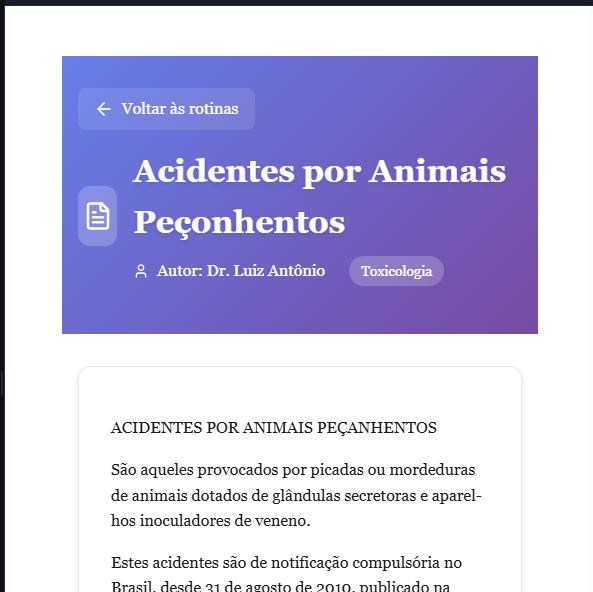 Voltar às rotinas
Acidentes por Animais
Peçonhentos
Autor: Dr. Luiz Antônio
Toxicologia
ACIDENTES POR ANIMAIS PEÇANHENTOS
São aqueles provocados por picadas ou mordeduras
de animais dotados de glândulas secretoras e aparel-
hos inoculadores de veneno.
Estes acidentes são de notificação compulsória no
Brasil, desde 31 de agosto de 2010, publicado na